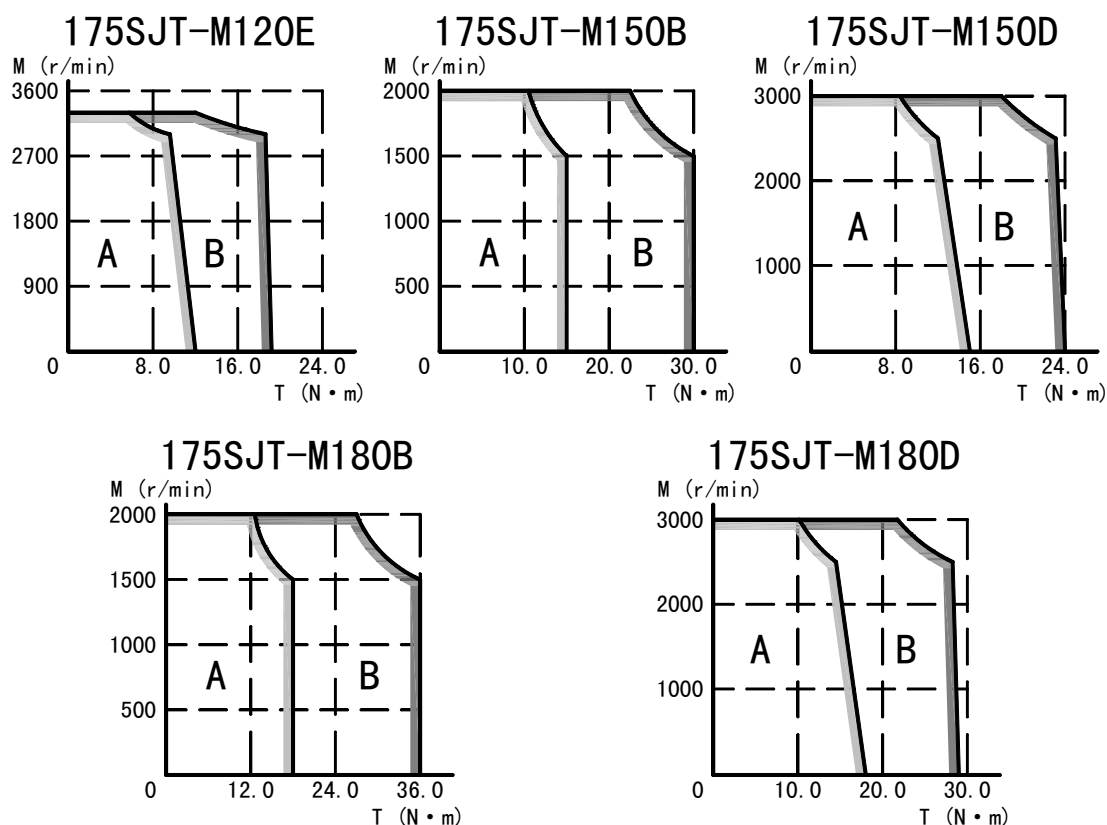 175SJT-M120E
M (r/min)
3600
2700
1800
900
0
8.0
16.0
24.0
T (N·m)
A
B
175SJT-M150B
M (r/min)
2000
1500
1000
500
0
10.0
20.0
30.0
T (N·m)
A
B
175SJT-M150D
M (r/min)
3000
2000
1000
0
8.0
16.0
24.0
T (N·m)
A
B
175SJT-M180B
M (r/min)
2000
1500
1000
500
0
12.0
24.0
36.0
T (N·m)
A
B
175SJT-M180D
M (r/min)
3000
2000
1000
0
10.0
20.0
30.0
T (N·m)
A
B